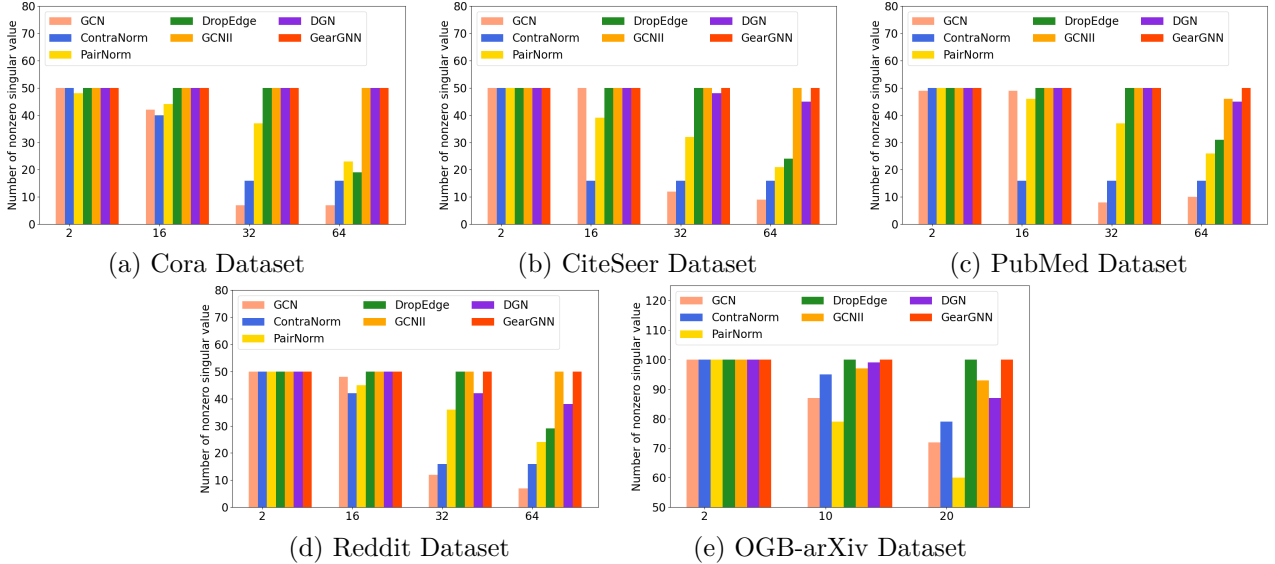 GCN DropEdge DGN
ContraNorm GCNII GearGNN
PairNorm
Number of nonzero singular value
80
70
60
50
40
30
20
10
0
2 16 32 64
(a) Cora Dataset
GCN DropEdge DGN
ContraNorm GCNII GearGNN
PairNorm
Number of nonzero singular value
80
70
60
50
40
30
20
10
0
2 16 32 64
(b) CiteSeer Dataset
GCN DropEdge DGN
ContraNorm GCNII GearGNN
PairNorm
Number of nonzero singular value
80
70
60
50
40
30
20
10
0
2 16 32 64
(c) PubMed Dataset
GCN DropEdge DGN
ContraNorm GCNII GearGNN
PairNorm
Number of nonzero singular value
80
70
60
50
40
30
20
10
0
2 16 32 64
(d) Reddit Dataset
GCN DropEdge DGN
ContraNorm GCNII GearGNN
PairNorm
Number of nonzero singular value
120
110
100
90
80
70
60
50
2 10 20
(e) OGB-arXiv Dataset